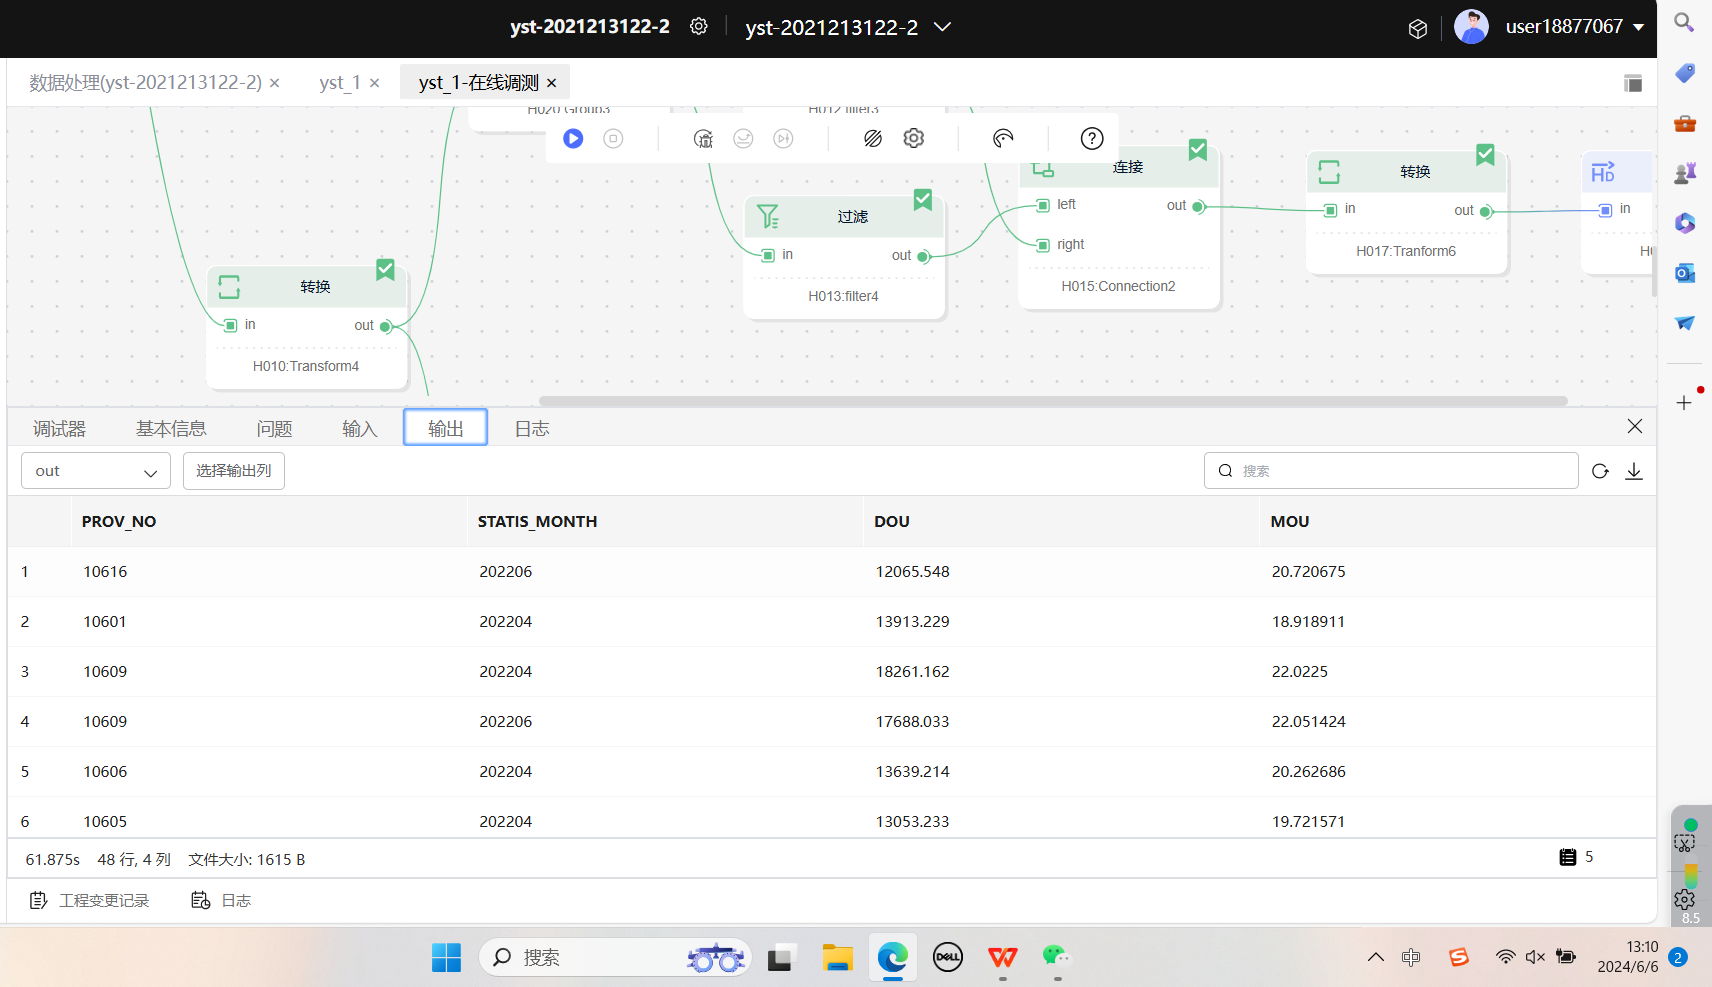 yst-2021213122-2
yst-2021213122-2
user18877067
数据处理(yst-2021213122-2) ×
yst_1 ×
yst_1-在线调测 ×
H020:Group3
H012:filter3
连接
left
out
right
H015:Connection2
转换
in
out
H017:Tranform6
in
过滤
in
out
H013:filter4
转换
in
out
H010:Transform4
调试器 基本信息 问题 输入 输出 日志
out 选择输出列 搜索
PROV_NO STATIS_MONTH DOU MOU
1 10616 202206 12065.548 20.720675
2 10601 202204 13913.229 18.918911
3 10609 202204 18261.162 22.0225
4 10609 202206 17688.033 22.051424
5 10606 202204 13639.214 20.262686
6 10605 202204 13053.233 19.721571
61.875s 48 行, 4 列 文件大小: 1615 B 5
工程变更记录 日志
8.5
搜索
DELL
中
13:10
2024/6/6
2